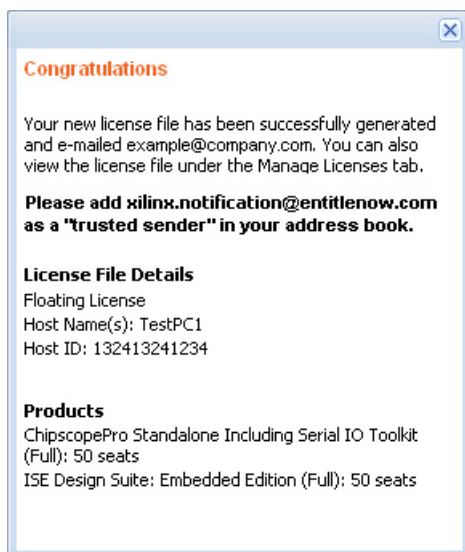 Congratulations
Your new license file has been successfully generated
and e-mailed example@company.com. You can also
view the license file under the Manage Licenses tab.
Please add xilinx.notification@entitlenow.com
as a "trusted sender" in your address book.
License File Details
Floating License
Host Name(s): TestPC1
Host ID: 132413241234
Products
ChipscopePro Standalone Including Serial IO Toolkit
(Full): 50 seats
ISE Design Suite: Embedded Edition (Full): 50 seats